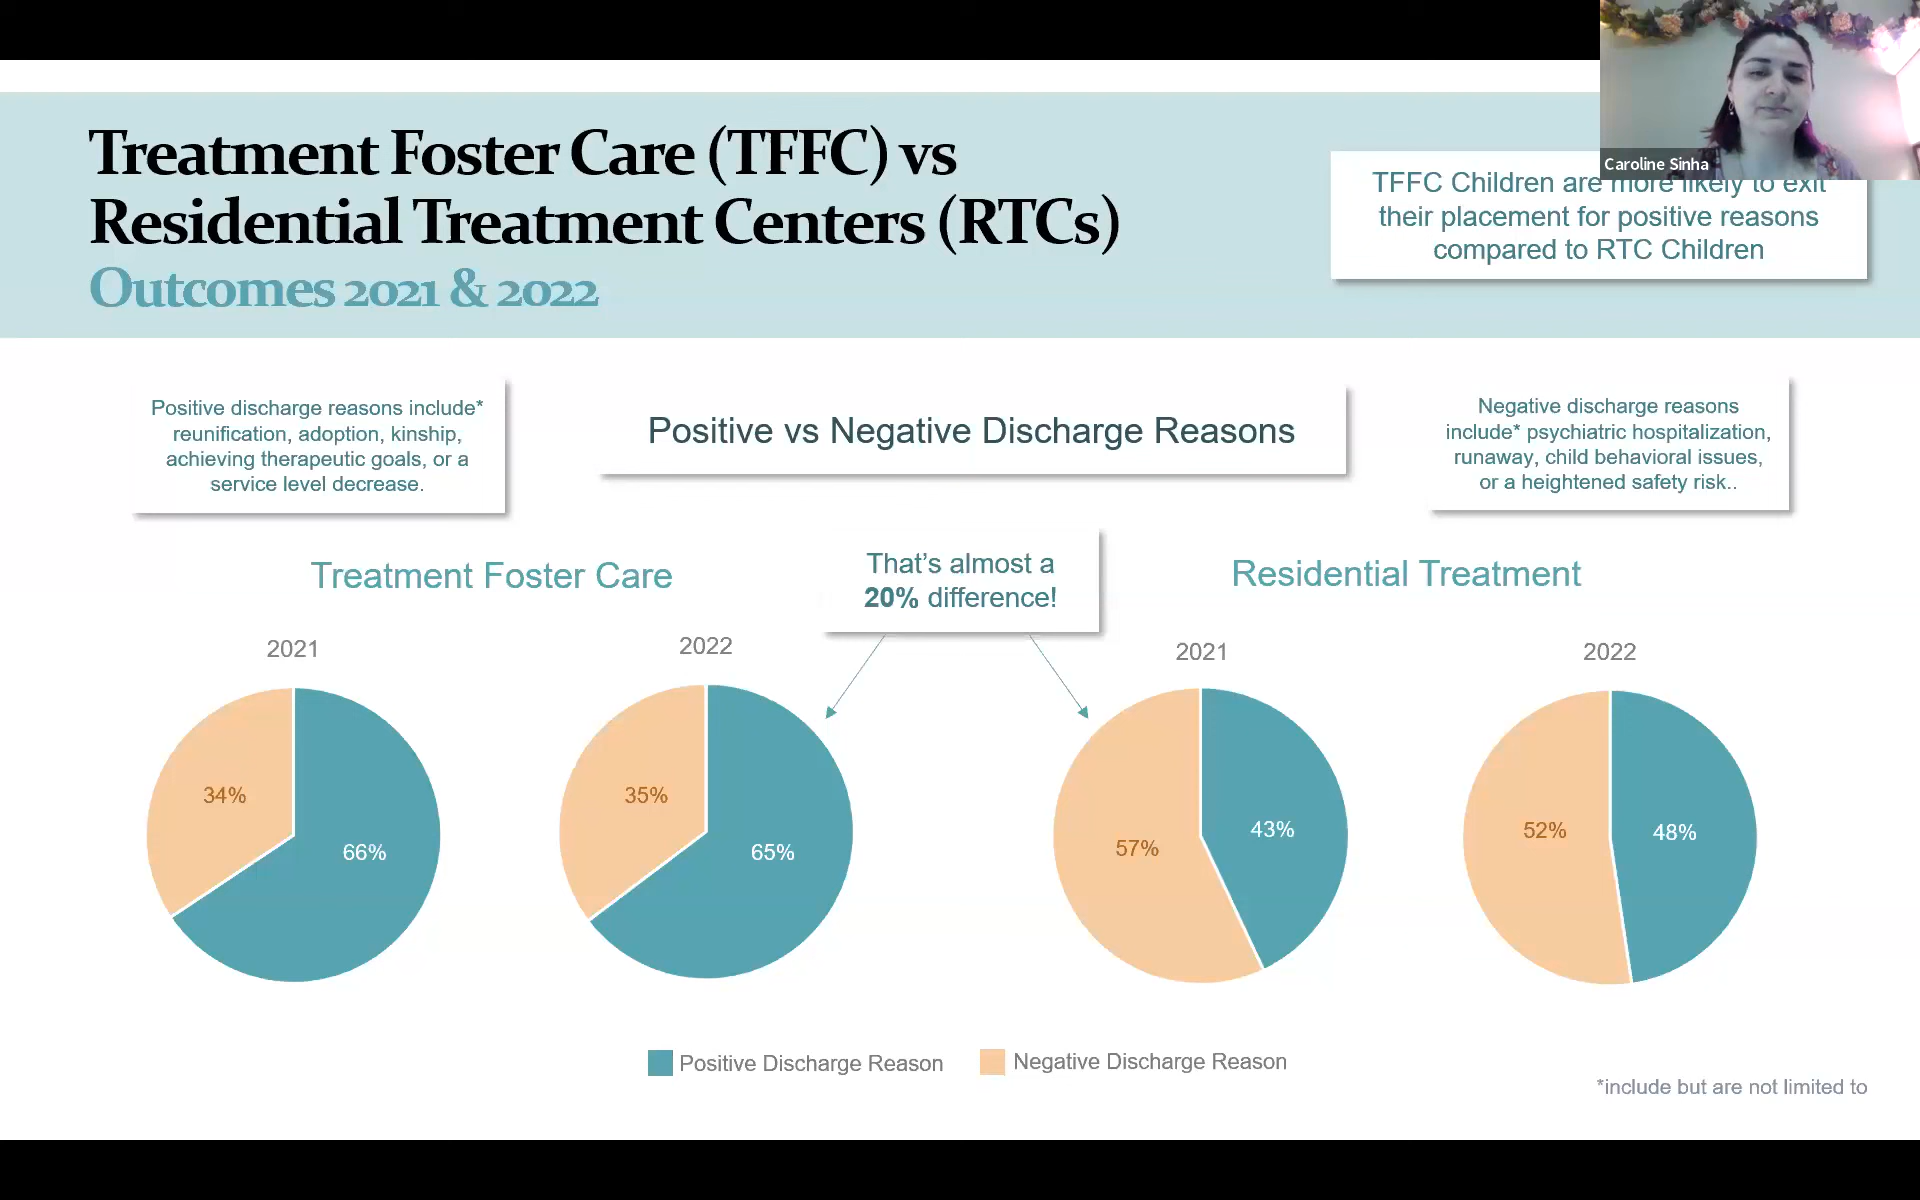 Treatment Foster Care (TFFC) vs
Residential Treatment Centers (RTCs)
Outcomes 2021 & 2022
Caroline Sinha
TFFC Children are more likely to exit
their placement for positive reasons
compared to RTC Children
Positive discharge reasons include*
reunification, adoption, kinship,
achieving therapeutic goals, or a
service level decrease.
Positive vs Negative Discharge Reasons
Negative discharge reasons
include* psychiatric hospitalization,
runaway, child behavioral issues,
or a heightened safety risk..
Treatment Foster Care
That’s almost a
20% difference!
Residential Treatment
2021
2022
2021
2022
34%
66%
35%
65%
57%
43%
52%
48%
Positive Discharge Reason
Negative Discharge Reason
*include but are not limited to